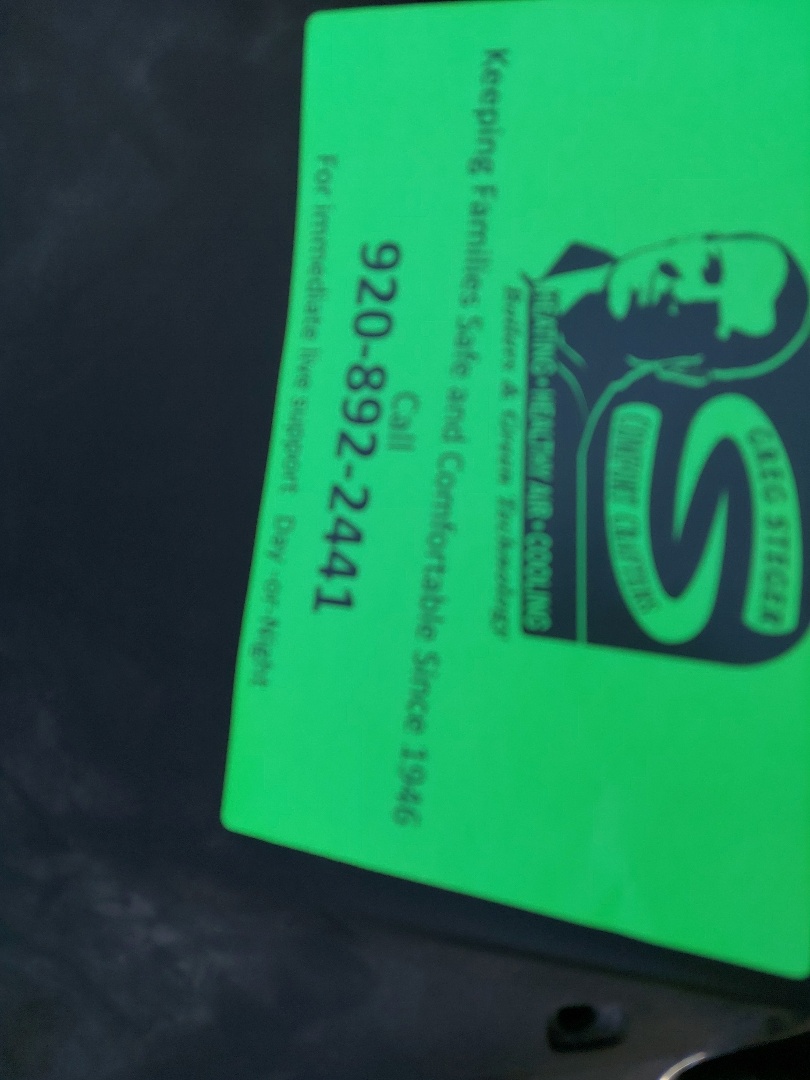 GREG STEGER
COMFORT CRAFTERS
HEATING • HEALTHY AIR • COOLING
Boilers & Green Technology
Keeping Families Safe and Comfortable Since 1946
Call
920-892-2441
For immediate live support Day-or-Night